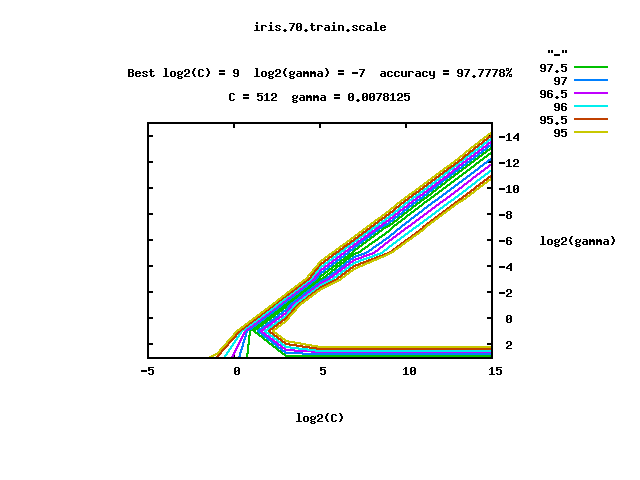 iris.70.train.scale
"-"
Best log2(C) = 9  log2(gamma) = -7  accuracy = 97.7778%
C = 512  gamma = 0.0078125
97.5
97
96.5
96
95.5
95
-14
-12
-10
-8
-6
-4
-2
0
2
log2(gamma)
-5 0 5 10 15
log2(C)